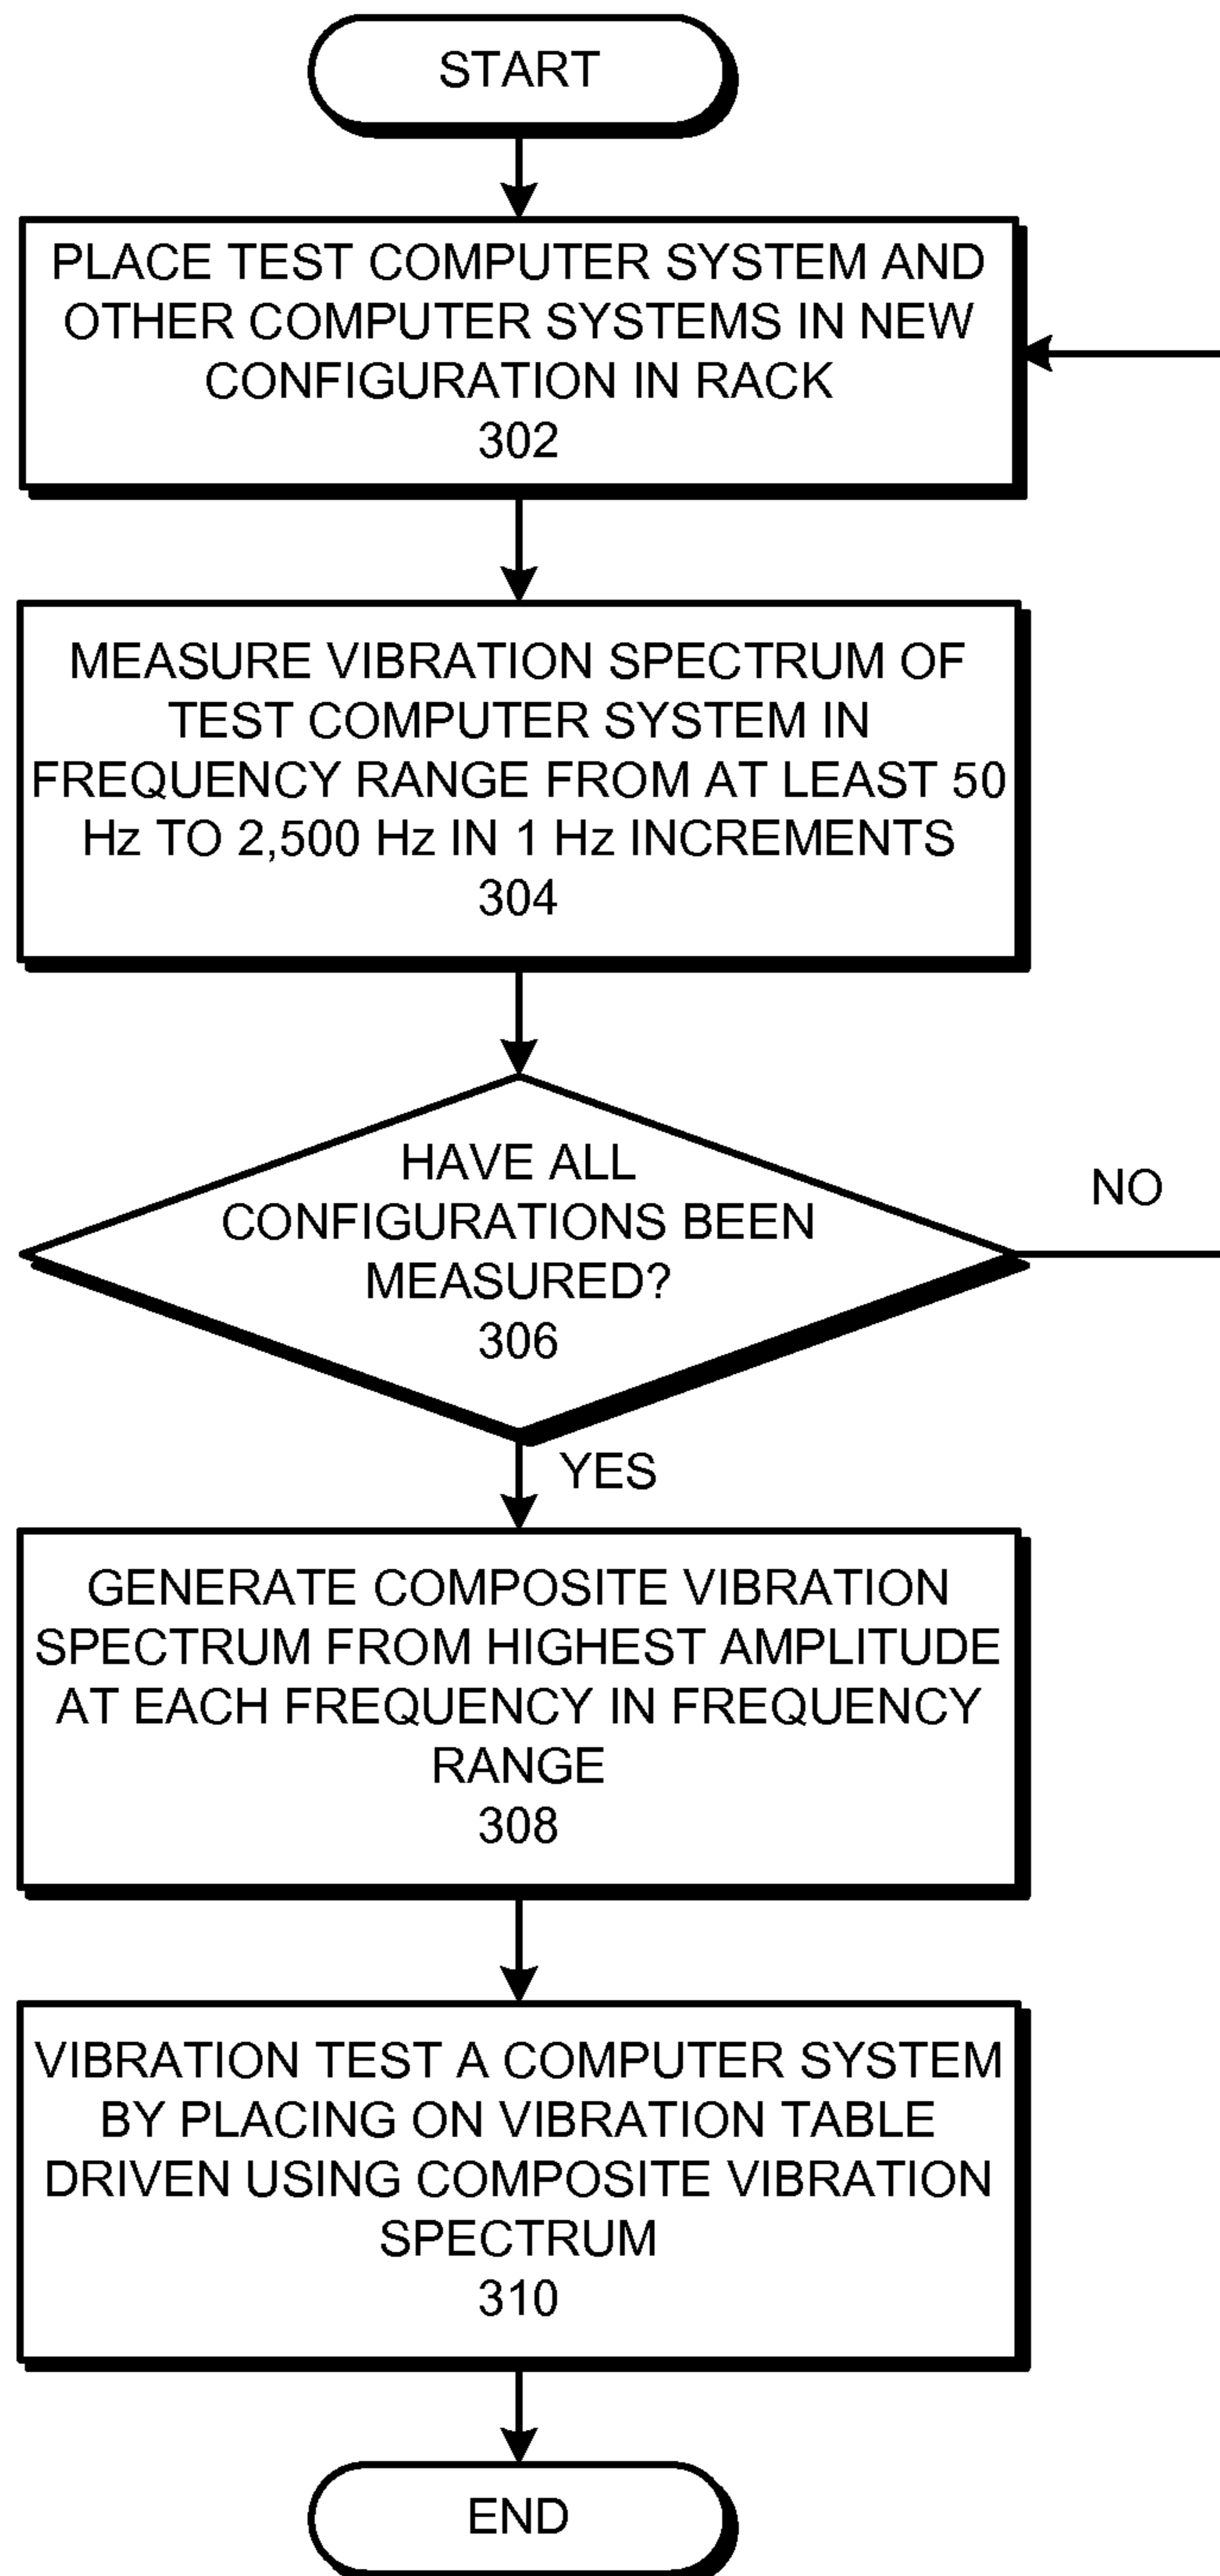 START
PLACE TEST COMPUTER SYSTEM AND
OTHER COMPUTER SYSTEMS IN NEW
CONFIGURATION IN RACK
302
MEASURE VIBRATION SPECTRUM OF
TEST COMPUTER SYSTEM IN
FREQUENCY RANGE FROM AT LEAST 50
Hz TO 2,500 Hz IN 1 Hz INCREMENTS
304
HAVE ALL
CONFIGURATIONS BEEN
MEASURED?
306
NO
YES
GENERATE COMPOSITE VIBRATION
SPECTRUM FROM HIGHEST AMPLITUDE
AT EACH FREQUENCY IN FREQUENCY
RANGE
308
VIBRATION TEST A COMPUTER SYSTEM
BY PLACING ON VIBRATION TABLE
DRIVEN USING COMPOSITE VIBRATION
SPECTRUM
310
END